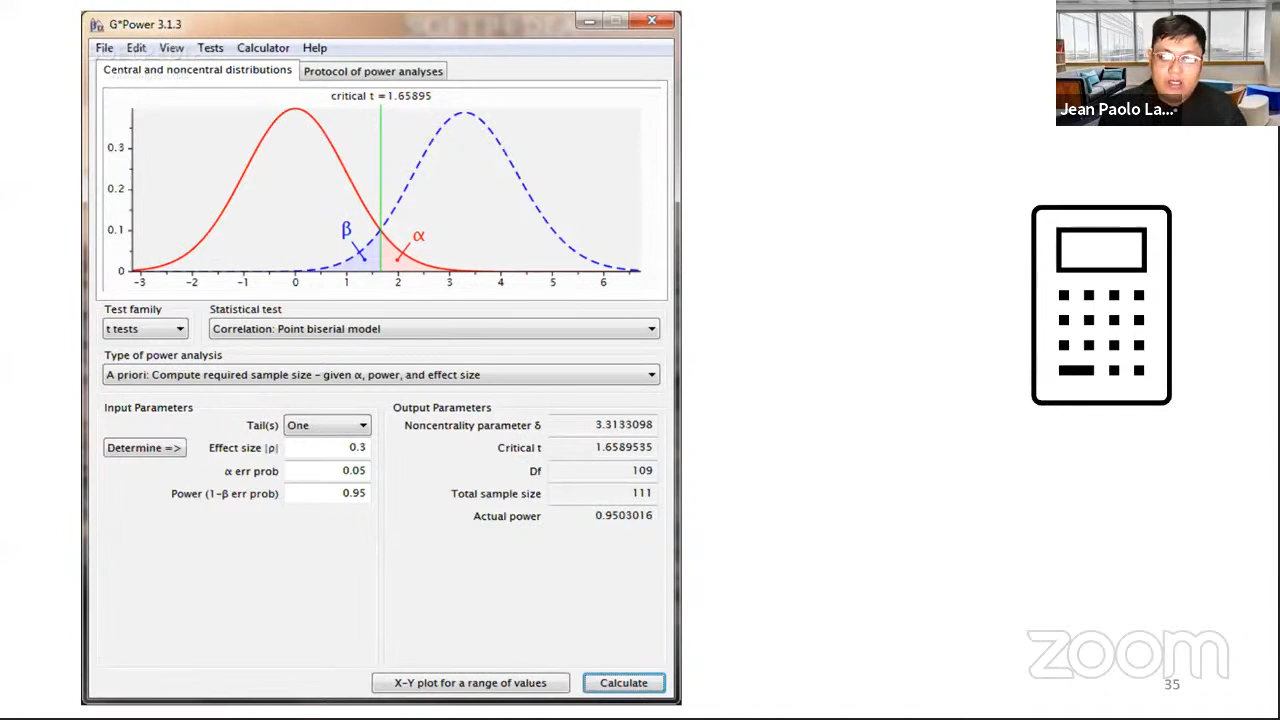 G*Power 3.1.3
File Edit View Tests Calculator Help
Central and noncentral distributions Protocol of power analyses
critical t = 1.65895
0.3
0.2
0.1
0
β
α
-3 -2 -1 0 1 2 3 4 5 6
Test family Statistical test
t tests Correlation: Point biserial model
Type of power analysis
A priori: Compute required sample size - given α, power, and effect size
Input Parameters
Tail(s) One
Determine => Effect size |ρ| 0.3
α err prob 0.05
Power (1-β err prob) 0.95
Output Parameters
Noncentrality parameter δ 3.3133098
Critical t 1.6589535
Df 109
Total sample size 111
Actual power 0.9503016
X-Y plot for a range of values Calculate
Jean Paolo La...
zoom
35